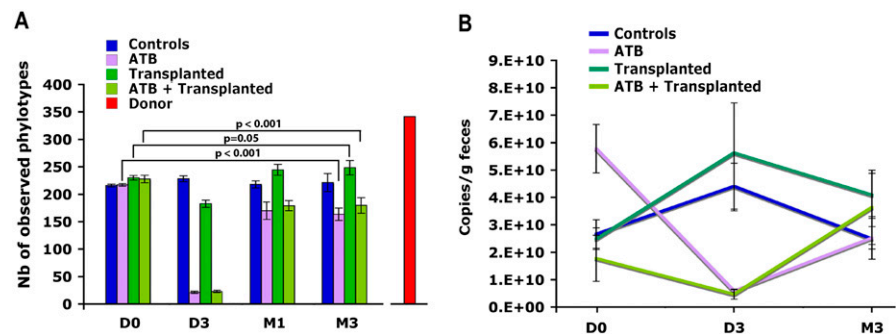 A
Controls
ATB
Transplanted
ATB + Transplanted
Donor
Nb of observed phylotypes
400
350
300
250
200
150
100
50
0
p < 0.001
p=0.05
p < 0.001
D0 D3 M1 M3
B
Controls
ATB
Transplanted
ATB + Transplanted
Copies/g feces
9.E+10
8.E+10
7.E+10
6.E+10
5.E+10
4.E+10
3.E+10
2.E+10
1.E+10
0.E+00
D0 D3 M3